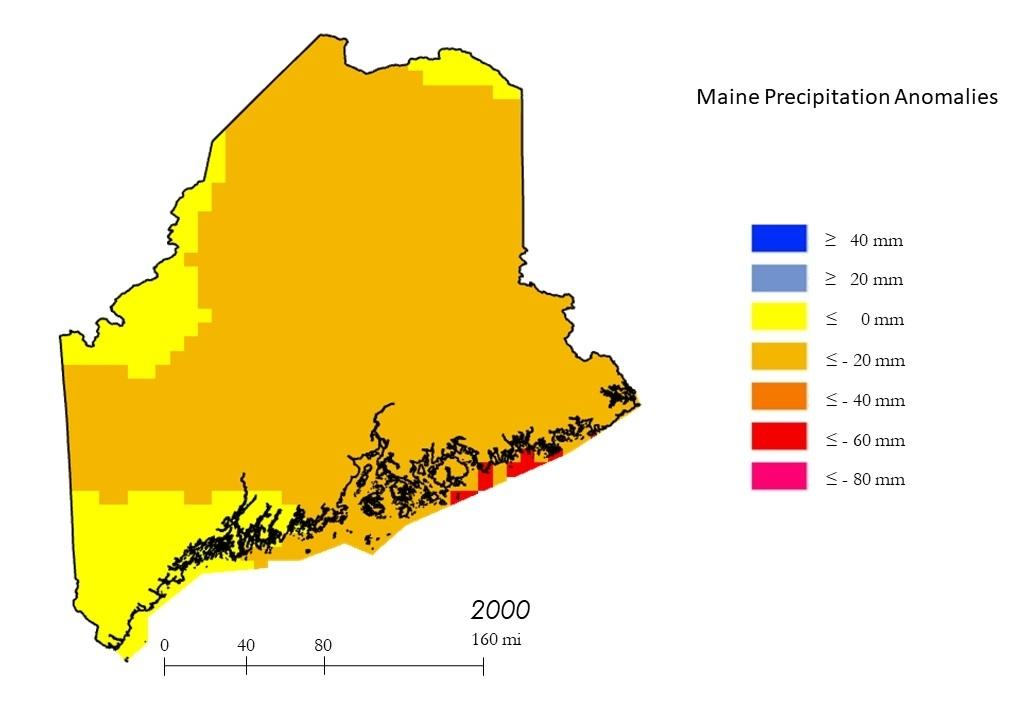 Maine Precipitation Anomalies
≥ 40 mm
≥ 20 mm
≤ 0 mm
≤ - 20 mm
≤ - 40 mm
≤ - 60 mm
≤ - 80 mm
2000
0 40 80 160 mi